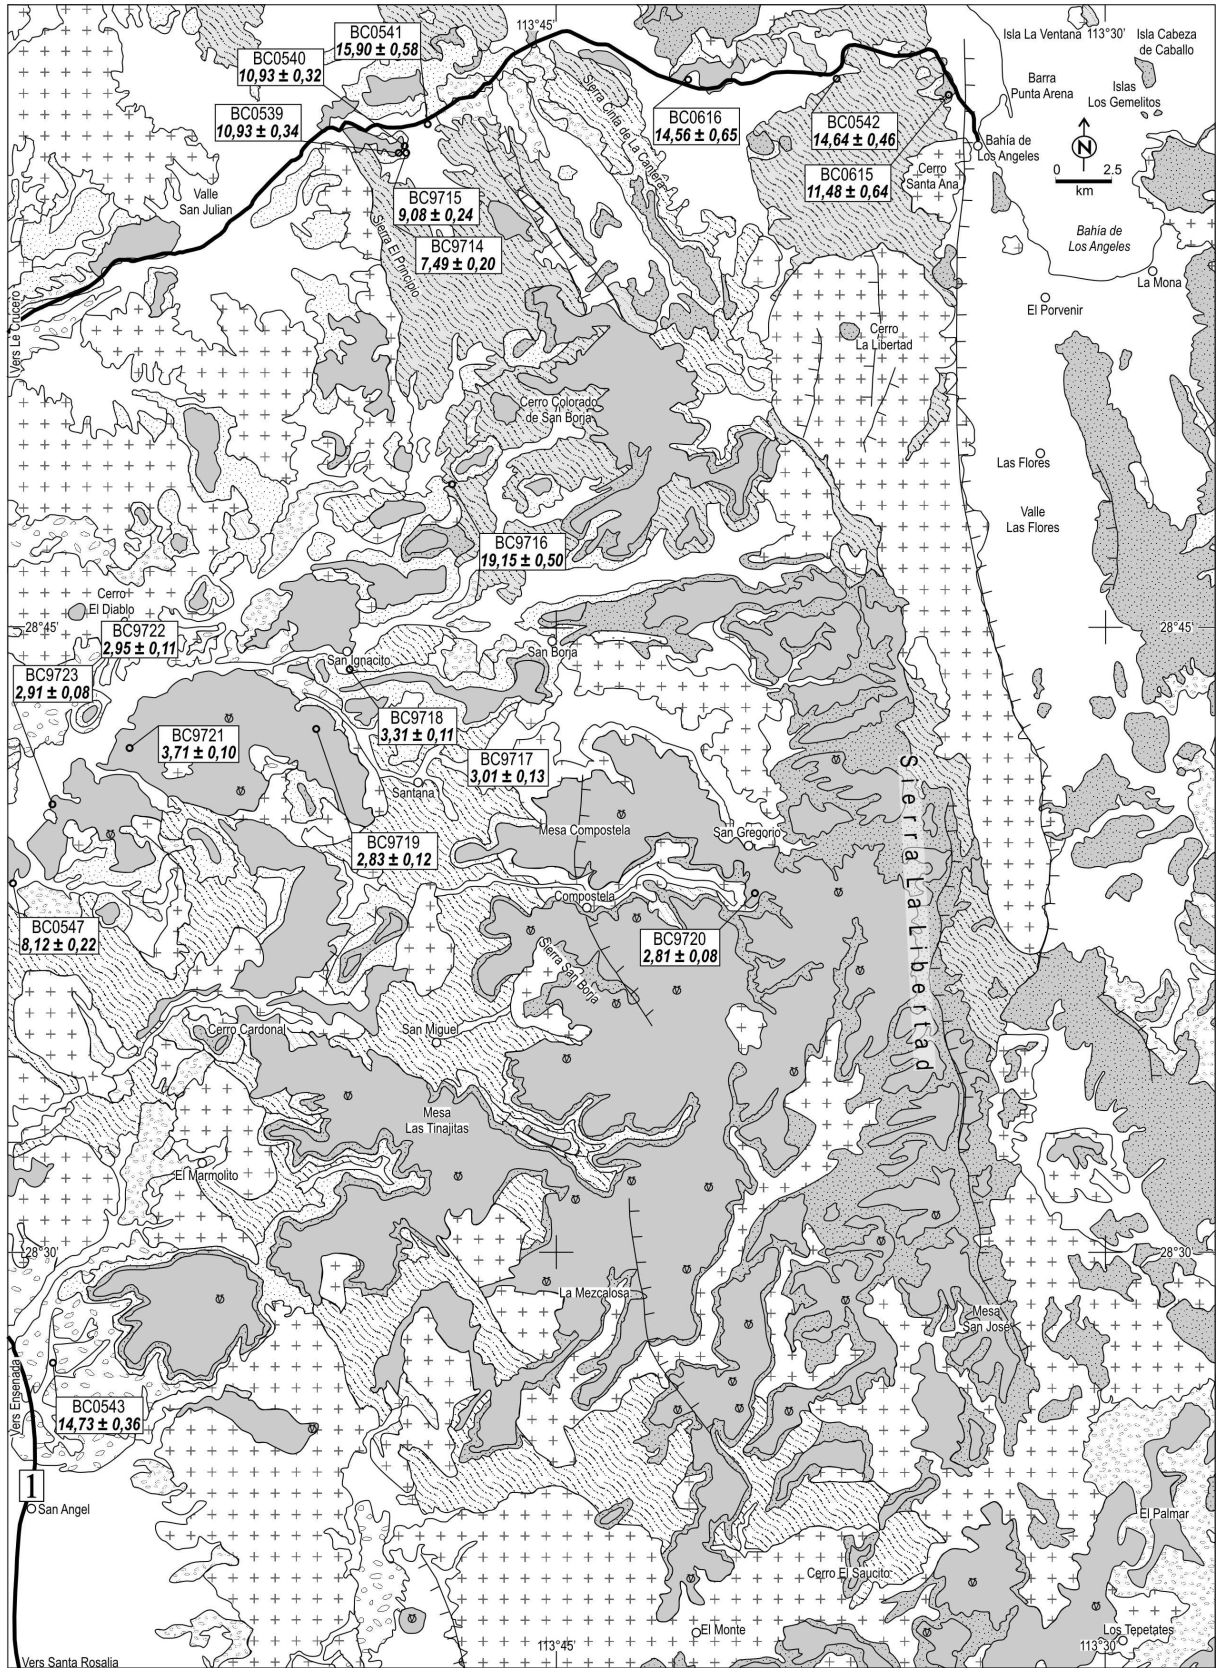 BC0541
15,90 ± 0,58
113°45'
Isla La Ventana
113°30'
Isla Cabeza
de Caballo
BC0540
10,93 ± 0,32
Sierra Cinta de La Cantera
Barra
Punta Arena
Islas
Los Gemelitos
BC0539
10,93 ± 0,34
BC0616
14,56 ± 0,65
BC0542
14,64 ± 0,46
Bahía de
Los Angeles
N
0 2.5
km
BC0615
11,48 ± 0,64
Cerro
Santa Ana
Valle
San Julian
BC9715
9,08 ± 0,24
BC9714
7,49 ± 0,20
Sierra El Principio
Bahía de
Los Angeles
La Mona
El Porvenir
Vers Le Crucero
Cerro
La Libertad
Cerro Colorado
de San Borja
Las Flores
Valle
Las Flores
BC9716
19,15 ± 0,50
Cerro
El Diablo
28°45'
28°45'
BC9722
2,95 ± 0,11
San Ignacito
San Borja
BC9723
2,91 ± 0,08
BC9718
3,31 ± 0,11
BC9721
3,71 ± 0,10
BC9717
3,01 ± 0,13
Santana
Sierra La Libertad
Mesa Compostela
San Gregorio
BC9719
2,83 ± 0,12
Compostela
BC0547
8,12 ± 0,22
BC9720
2,81 ± 0,08
Sierra San Borja
Cerro Cardonal
San Miguel
Mesa
Las Tinajitas
El Marmolito
28°30'
28°30'
La Mezcalosa
Mesa
San José
Vers Ensenada
BC0543
14,73 ± 0,36
1
San Angel
El Palmar
Cerro El Saucito
El Monte
Los Tepetates
113°45'
113°30'
Vers Santa Rosalia